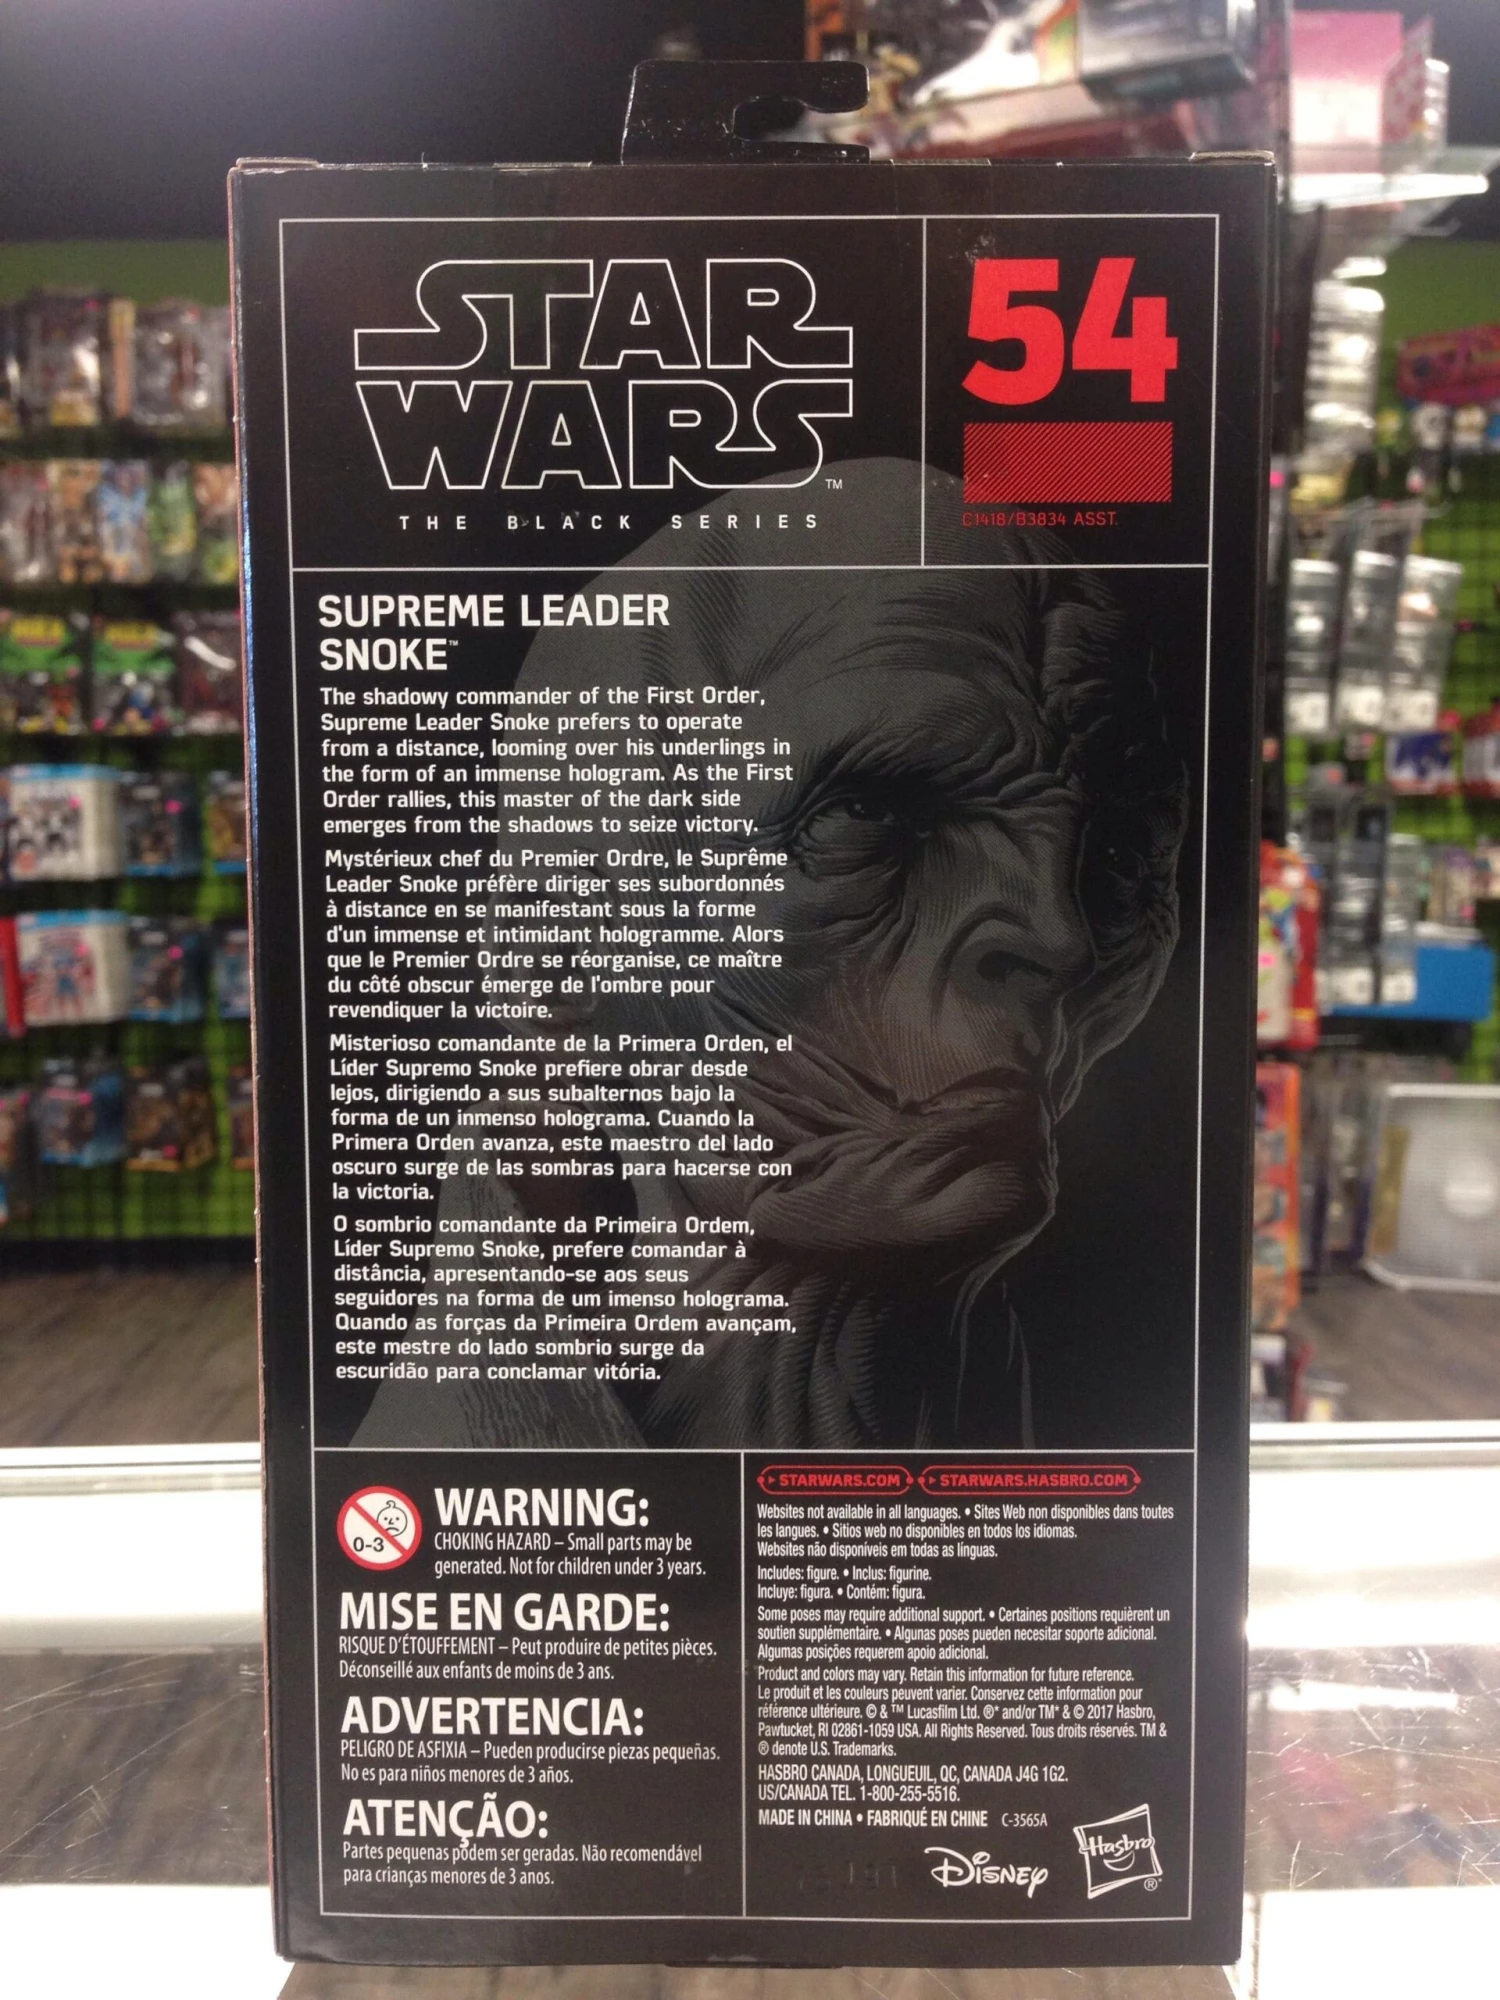 STAR
WARS™
THE BLACK SERIES
54
C1418/B3834 ASST.
SUPREME LEADER
SNOKE™
The shadowy commander of the First Order,
Supreme Leader Snoke prefers to operate
from a distance, looming over his underlings in
the form of an immense hologram. As the First
Order rallies, this master of the dark side
emerges from the shadows to seize victory.
Mystérieux chef du Premier Ordre, le Suprême
Leader Snoke préfère diriger ses subordonnés
à distance en se manifestant sous la forme
d'un immense et intimidant hologramme. Alors
que le Premier Ordre se réorganise, ce maître
du côté obscur émerge de l'ombre pour
revendiquer la victoire.
Misterioso comandante de la Primera Orden, el
Líder Supremo Snoke prefiere obrar desde
lejos, dirigiendo a sus subalternos bajo la
forma de un inmenso holograma. Cuando la
Primera Orden avanza, este maestro del lado
oscuro surge de las sombras para hacerse con
la victoria.
O sombrio comandante da Primeira Ordem,
Líder Supremo Snoke, prefere comandar à
distância, apresentando-se aos seus
seguidores na forma de um imenso holograma.
Quando as forças da Primeira Ordem avançam,
este mestre do lado sombrio surge da
escuridão para conclamar vitória.
0-3
WARNING:
CHOKING HAZARD – Small parts may be
generated. Not for children under 3 years.
MISE EN GARDE:
RISQUE D'ÉTOUFFEMENT – Peut produire de petites pièces.
Déconseillé aux enfants de moins de 3 ans.
ADVERTENCIA:
PELIGRO DE ASFIXIA – Pueden producirse piezas pequeñas.
No es para niños menores de 3 años.
ATENÇÃO:
Partes pequenas podem ser geradas. Não recomendável
para crianças menores de 3 anos.
STARWARS.COM STARWARS.HASBRO.COM
Websites not available in all languages. • Sites Web non disponibles dans toutes
les langues. • Sitios web no disponibles en todos los idiomas.
Websites não disponíveis em todas as línguas.
Includes: figure. • Inclus: figurine.
Incluye: figura. • Contém: figura.
Some poses may require additional support. • Certaines positions requièrent un
soutien supplémentaire. • Algunas poses pueden necesitar soporte adicional.
Algumas posições requerem apoio adicional.
Product and colors may vary. Retain this information for future reference.
Le produit et les couleurs peuvent varier. Conservez cette information pour
référence ultérieure. © & ™ Lucasfilm Ltd. ®* and/or TM* & © 2017 Hasbro,
Pawtucket, RI 02861-1059 USA. All Rights Reserved. Tous droits réservés. TM &
® denote U.S. Trademarks.
HASBRO CANADA, LONGUEUIL, QC, CANADA J4G 1G2.
US/CANADA TEL. 1-800-255-5516.
MADE IN CHINA • FABRIQUÉ EN CHINE C-3565A
DISNEY
Hasbro®